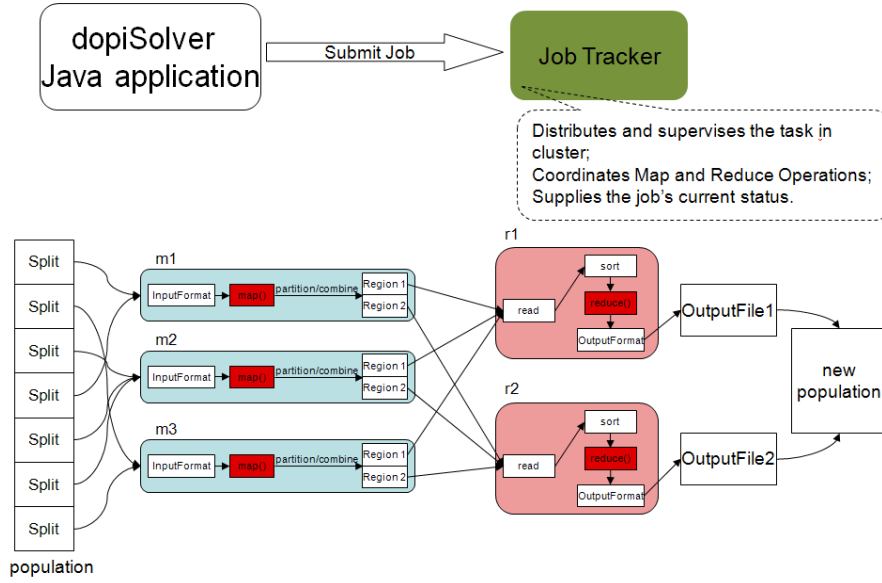 dopiSolver
Java application
Submit Job
Job Tracker
Distributes and supervises the task in
cluster;
Coordinates Map and Reduce Operations;
Supplies the job's current status.
Split
Split
Split
Split
Split
Split
Split
population
m1
InputFormat
map()
partition/combine
Region 1
Region 2
m2
InputFormat
map()
partition/combine
Region 1
Region 2
m3
InputFormat
map()
partition/combine
Region 1
Region 2
r1
read
sort
reduce()
OutputFormat
r2
read
sort
reduce()
OutputFormat
OutputFile1
OutputFile2
new
population